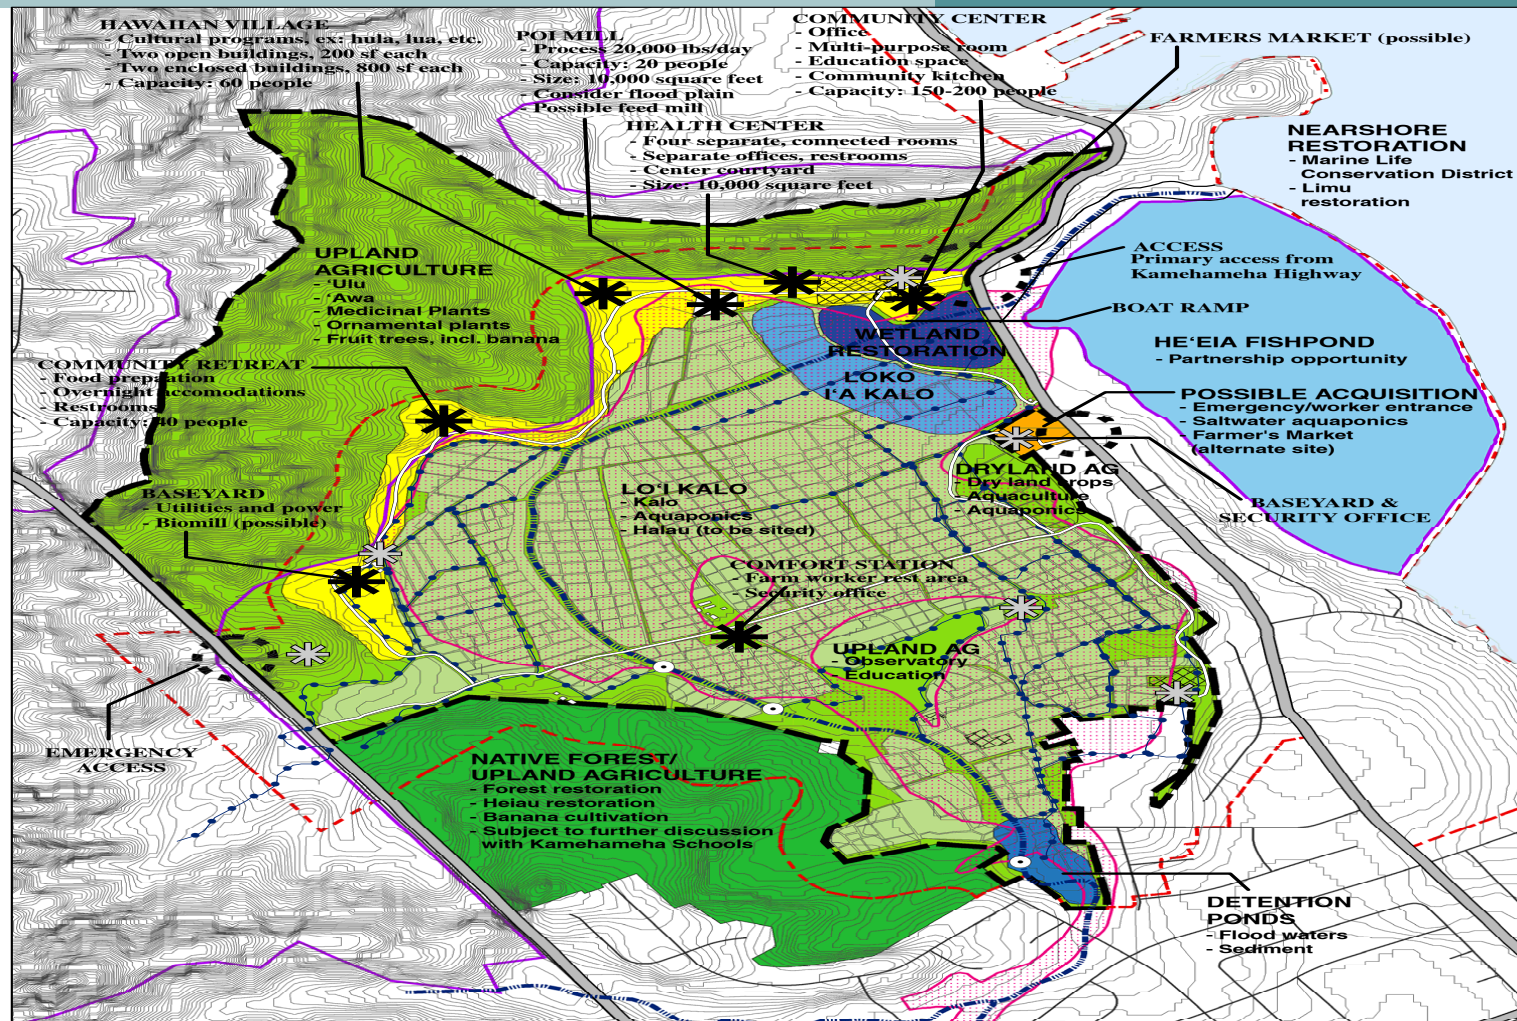 HAWAIIAN VILLAGE
- Cultural programs, ex: hula, lua, etc.
- Two open buildings, 200 sf each
- Two enclosed buildings, 800 sf each
- Capacity: 60 people
POI MILL
- Process 20,000 lbs/day
- Capacity: 20 people
- Size: 10,000 square feet
- Consider flood plain
- Possible feed mill
COMMUNITY CENTER
- Office
- Multi-purpose room
- Education space
- Community kitchen
- Capacity: 150-200 people
FARMERS MARKET (possible)
HEALTH CENTER
- Four separate, connected rooms
- Separate offices, restrooms
- Center courtyard
- Size: 10,000 square feet
NEARSHORE
RESTORATION
- Marine Life
Conservation District
- Limu
restoration
UPLAND
AGRICULTURE
- ‘Ulu
- ‘Awa
- Medicinal Plants
- Ornamental plants
- Fruit trees, incl. banana
ACCESS
Primary access from
Kamehameha Highway
BOAT RAMP
WETLAND
RESTORATION
HE‘EIA FISHPOND
- Partnership opportunity
COMMUNITY RETREAT
- Food preparation
- Overnight accomodations
- Restrooms
- Capacity: 40 people
LOKO
I‘A KALO
POSSIBLE ACQUISITION
- Emergency/worker entrance
- Saltwater aquaponics
- Farmer's Market
(alternate site)
DRYLAND AG
- Dry land crops
- Aquaculture
- Aquaponics
BASEYARD
- Utilities and power
- Biomill (possible)
LO‘I KALO
- Kalo
- Aquaponics
- Halau (to be sited)
BASEYARD &
SECURITY OFFICE
COMFORT STATION
- Farm worker rest area
- Security office
UPLAND AG
- Observatory
- Education
EMERGENCY
ACCESS
NATIVE FOREST/
UPLAND AGRICULTURE
- Forest restoration
- Heiau restoration
- Banana cultivation
- Subject to further discussion
with Kamehameha Schools
DETENTION
PONDS
- Flood waters
- Sediment